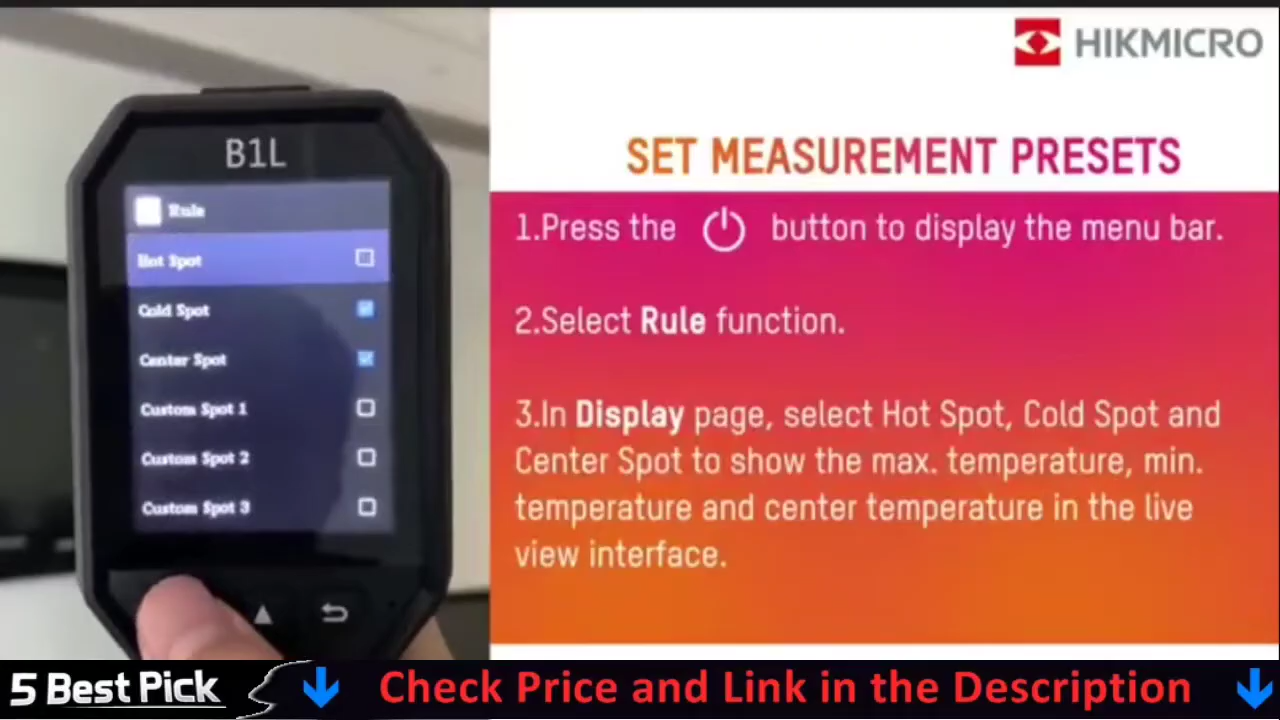 HIKMICRO
B1L
Rule
Hot Spot
Cold Spot
Center Spot
Custom Spot 1
Custom Spot 2
Custom Spot 3
SET MEASUREMENT PRESETS
1.Press the button to display the menu bar.
2.Select Rule function.
3.In Display page, select Hot Spot, Cold Spot and
Center Spot to show the max. temperature, min.
temperature and center temperature in the live
view interface.
5 Best Pick
Check Price and Link in the Description